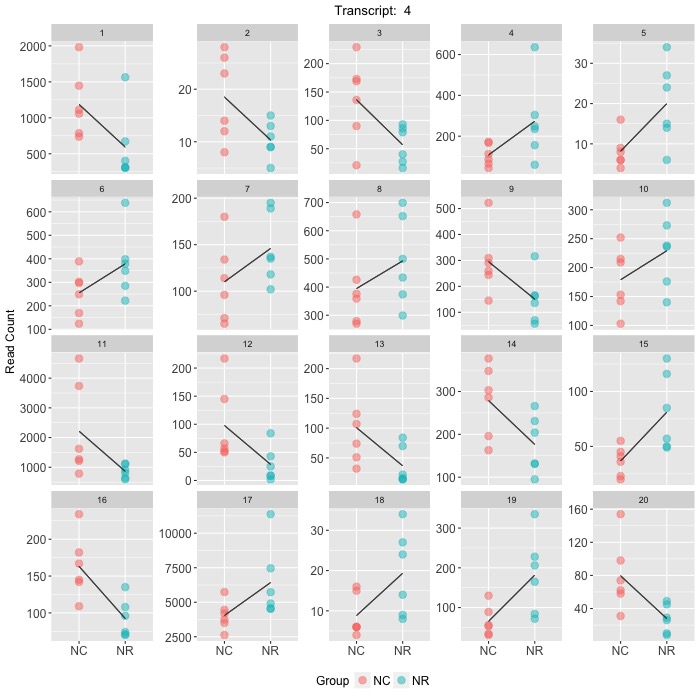 Transcript: 4
1 2 3 4 5
2000 1500 1000 500
20 10
200 150 100 50
600 400 200
30 20 10
6 7 8 9 10
600 500 400 300 200 100
200 150 100
700 600 500 400 300
500 400 300 200 100
300 250 200 150 100
Read Count
11 12 13 14 15
4000 3000 2000 1000
200 150 100 50 0
200 150 100 50
300 200 100
100 50
16 17 18 19 20
200 150 100
10000 7500 5000 2500
30 20 10
300 200 100
160 120 80 40
NC NR NC NR NC NR NC NR NC NR
Group NC NR